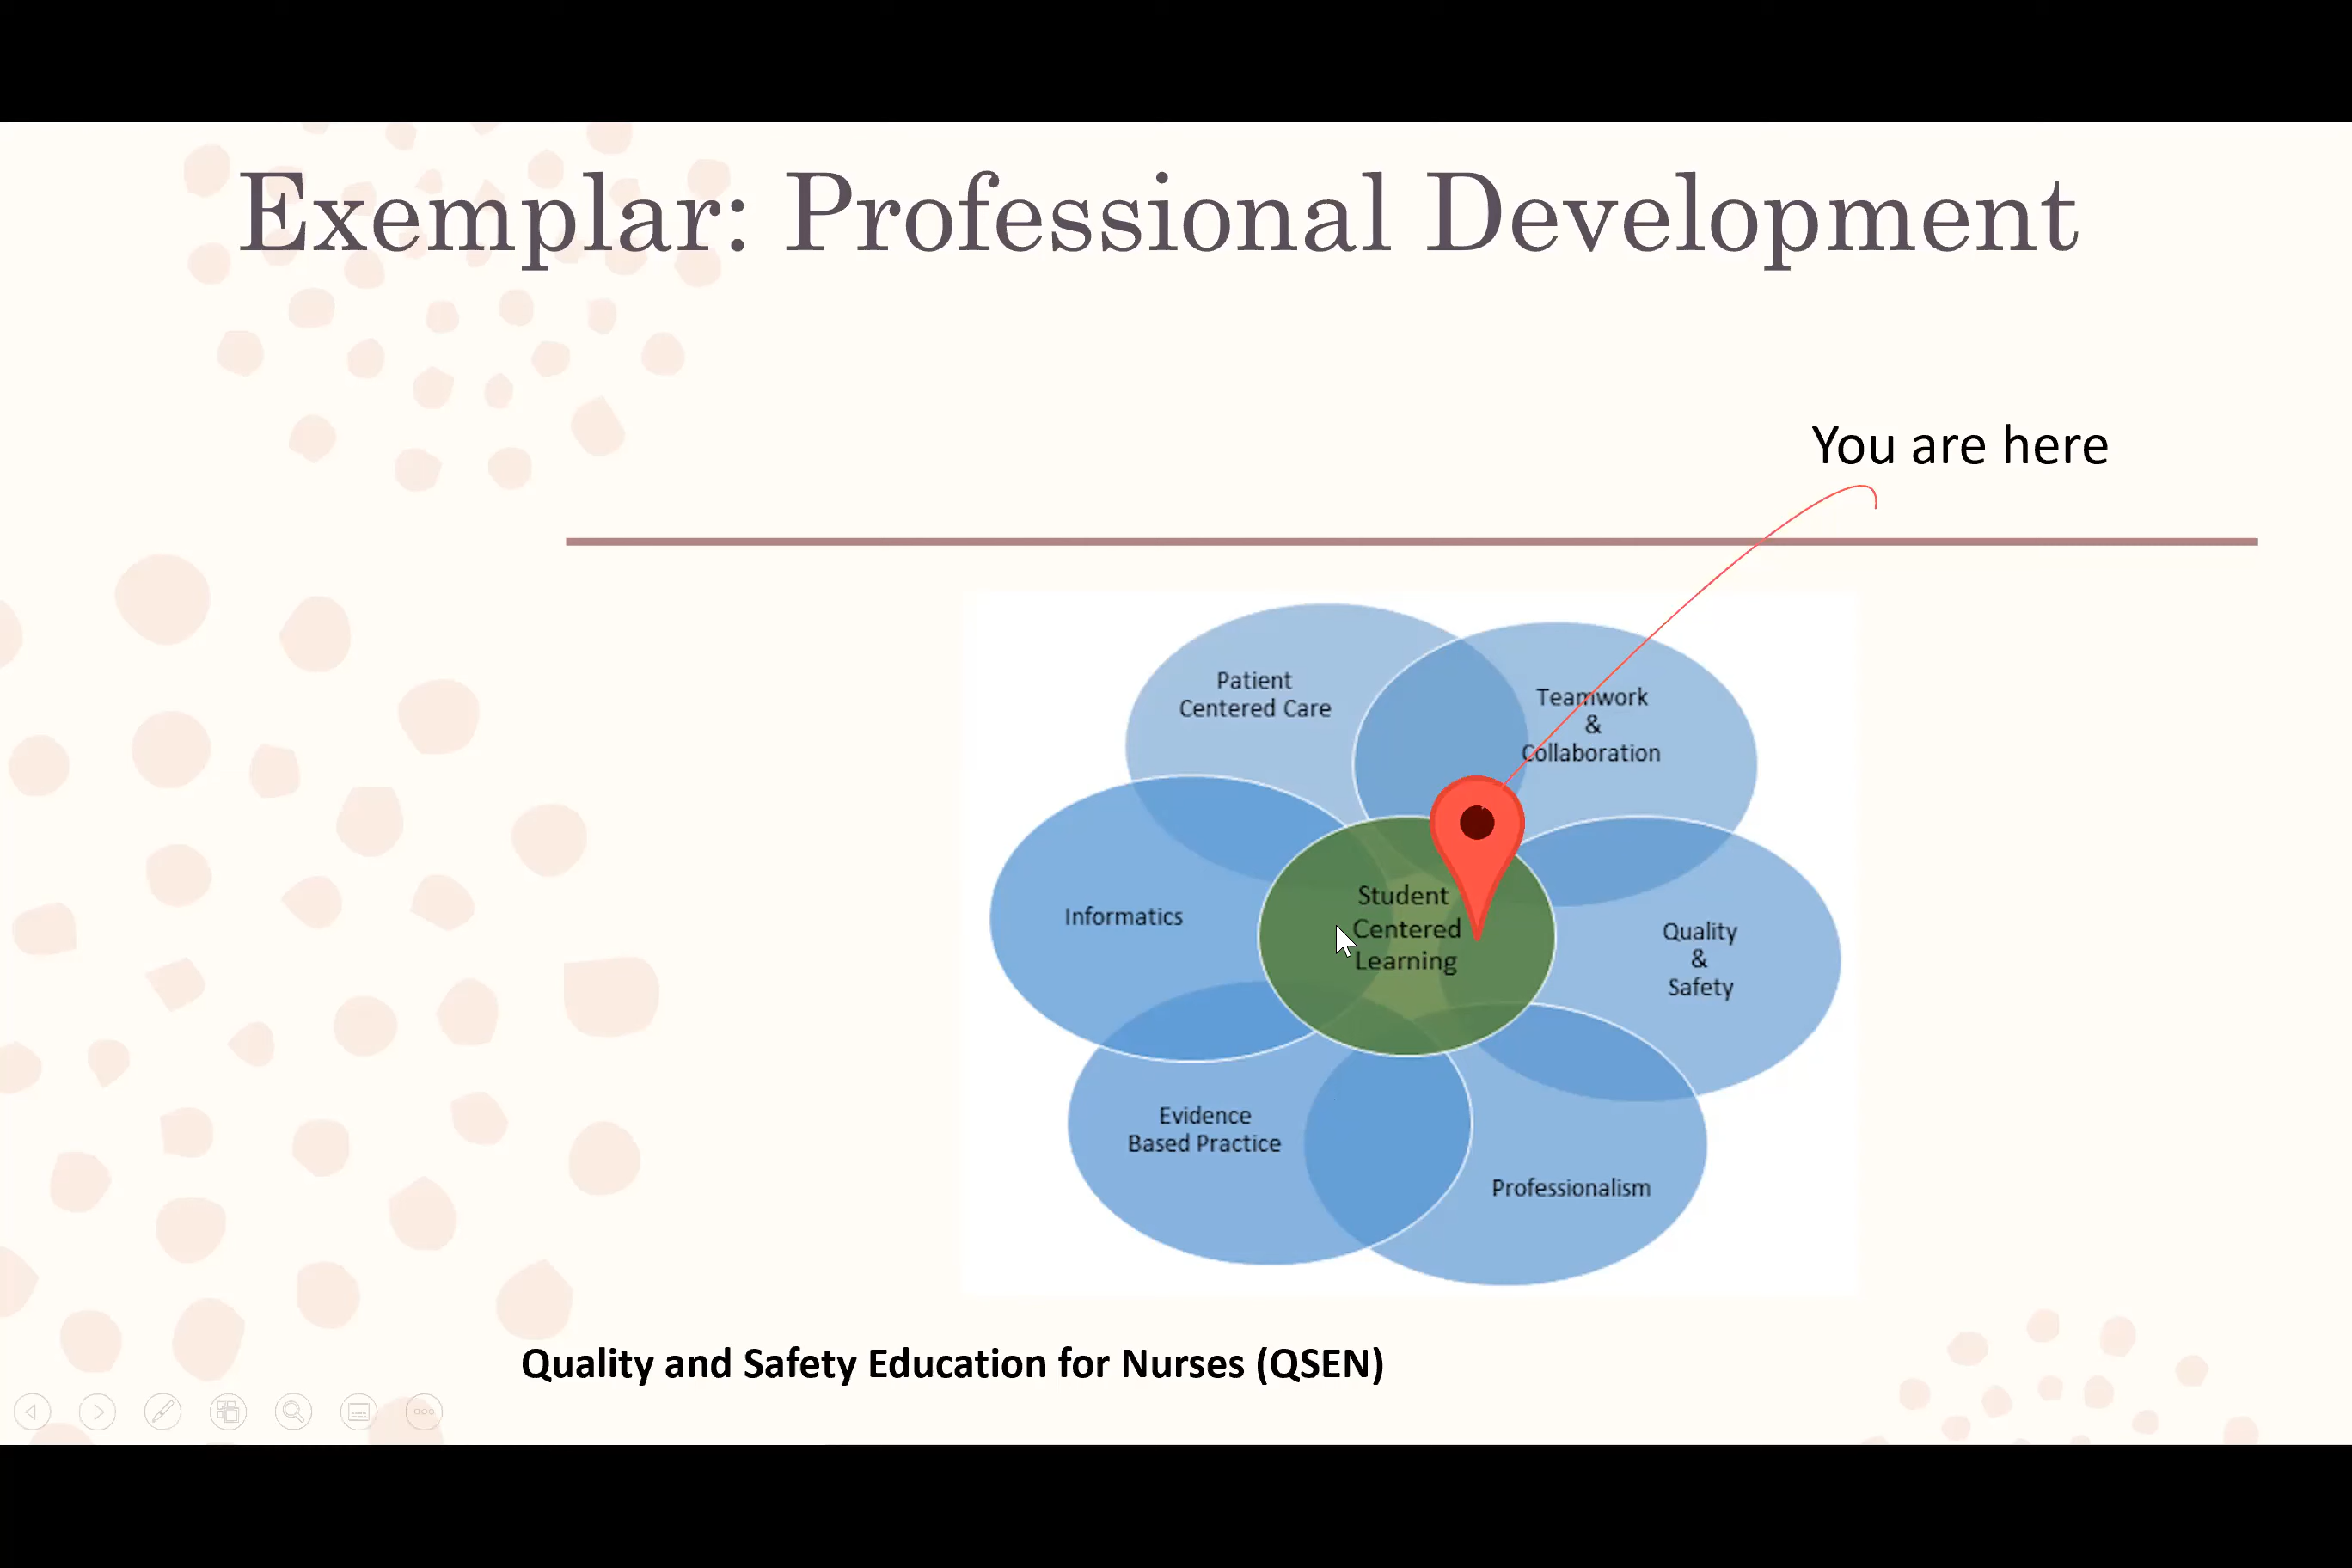 Exemplar: Professional Development
You are here
Patient
Centered Care
Teamwork
&
Collaboration
Informatics
Student
Centered
Learning
Quality
&
Safety
Evidence
Based Practice
Professionalism
Quality and Safety Education for Nurses (QSEN)